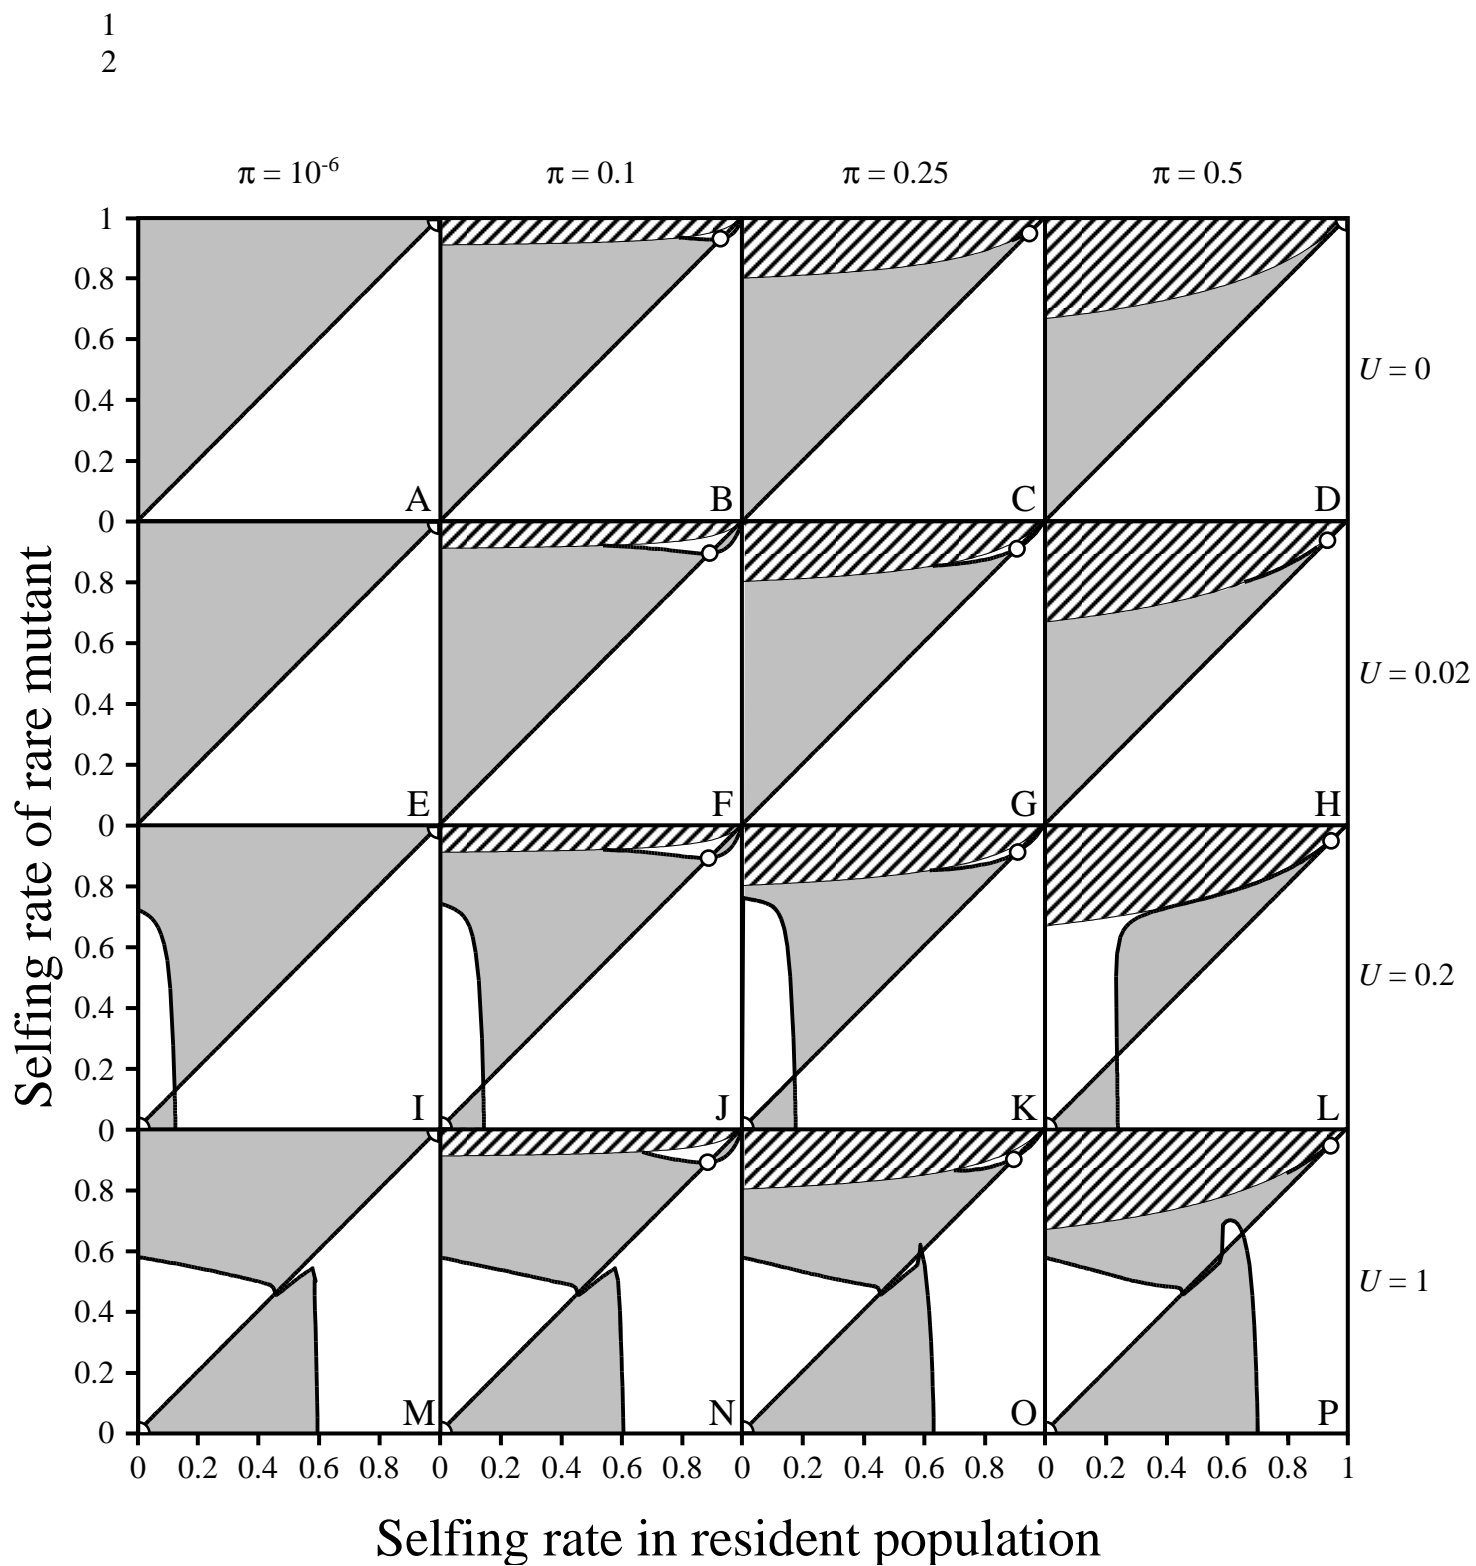 1
2
π = 10⁻⁶ π = 0.1 π = 0.25 π = 0.5
1
0.8
0.6
0.4
0.2
0
A B C D
U = 0
0.8
0.6
0.4
0.2
0
E F G H
U = 0.02
0.8
0.6
0.4
0.2
0
I J K L
U = 0.2
0.8
0.6
0.4
0.2
0
M N O P
U = 1
0 0.2 0.4 0.6 0.8 0 0.2 0.4 0.6 0.8 0 0.2 0.4 0.6 0.8 0 0.2 0.4 0.6 0.8 1
Selfing rate of rare mutant
Selfing rate in resident population